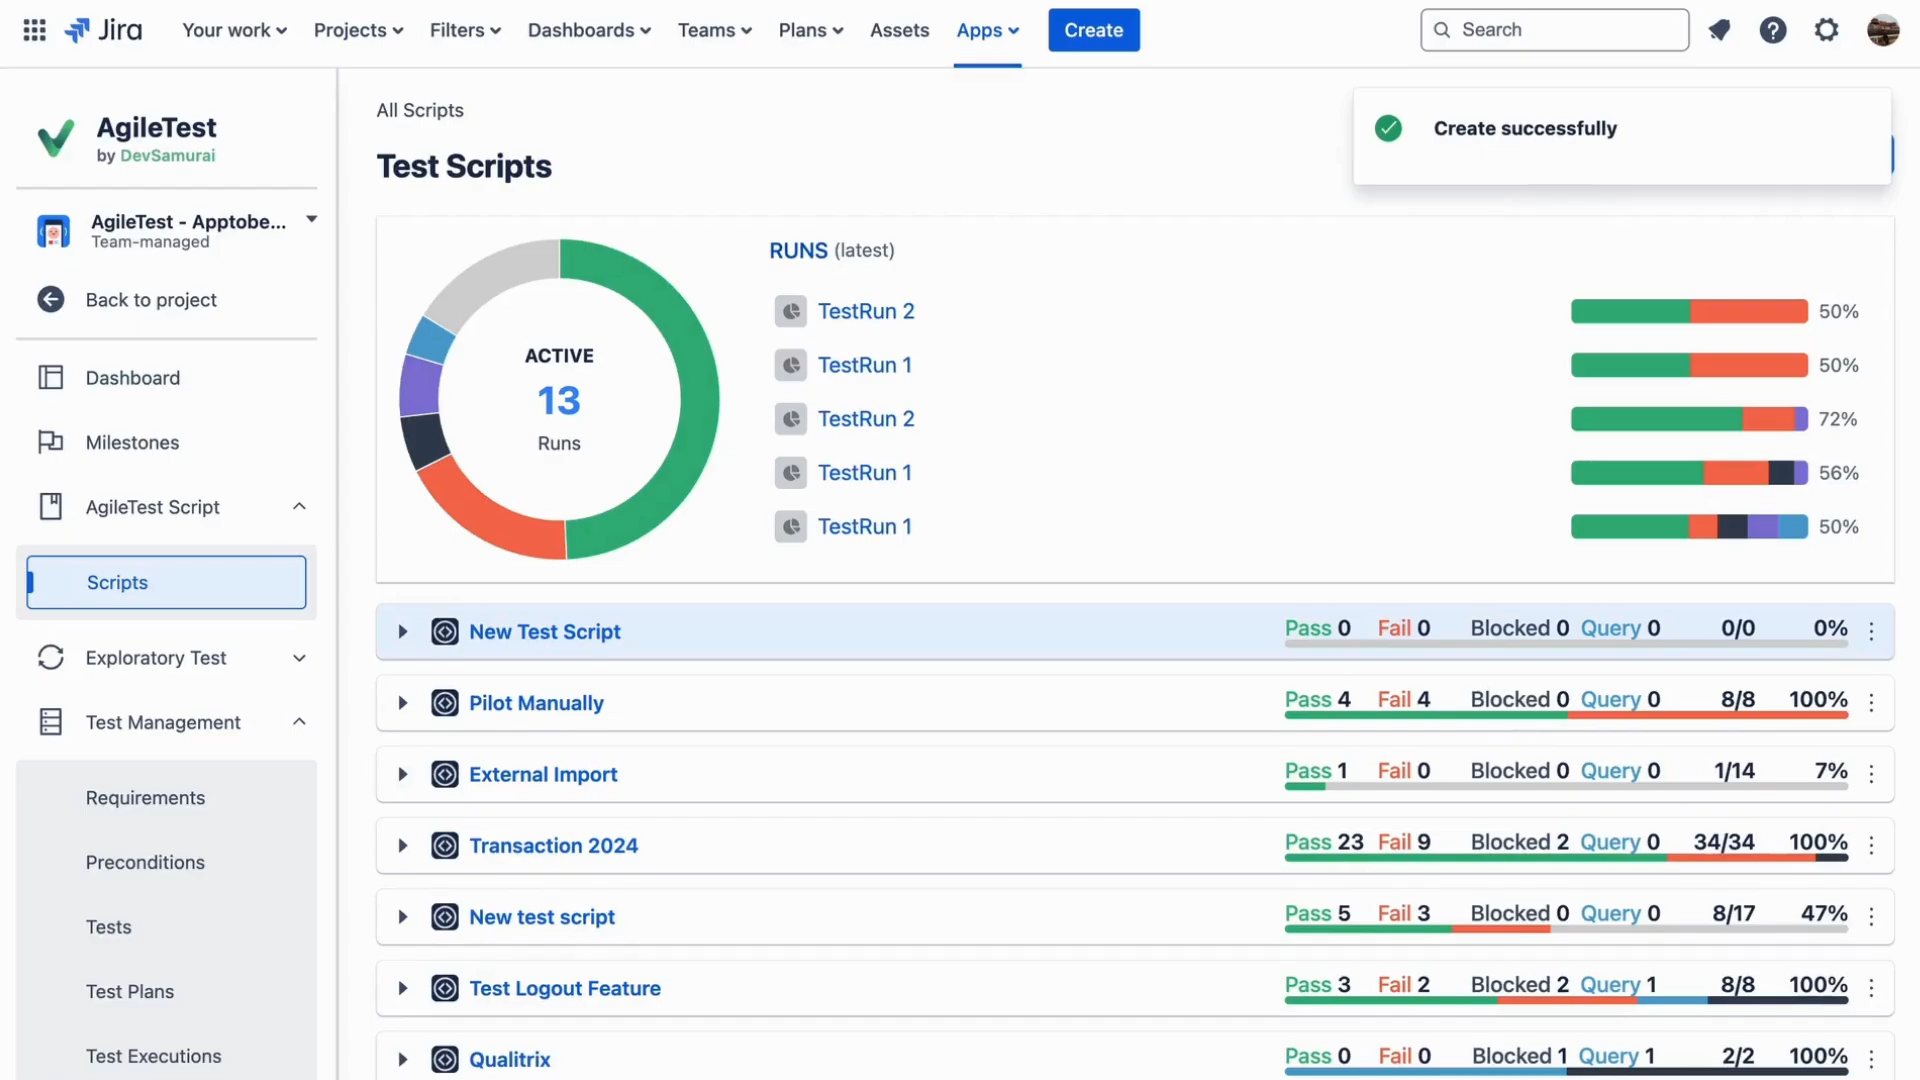 Jira
Your work
Projects
Filters
Dashboards
Teams
Plans
Assets
Apps
Create
Search
AgileTest
by DevSamurai
AgileTest - Apptobe...
Team-managed
Back to project
Dashboard
Milestones
AgileTest Script
Scripts
Exploratory Test
Test Management
Requirements
Preconditions
Tests
Test Plans
Test Executions
All Scripts
Test Scripts
Create successfully
ACTIVE
13
Runs
RUNS (latest)
TestRun 2 50%
TestRun 1 50%
TestRun 2 72%
TestRun 1 56%
TestRun 1 50%
New Test Script Pass 0 Fail 0 Blocked 0 Query 0 0/0 0%
Pilot Manually Pass 4 Fail 4 Blocked 0 Query 0 8/8 100%
External Import Pass 1 Fail 0 Blocked 0 Query 0 1/14 7%
Transaction 2024 Pass 23 Fail 9 Blocked 2 Query 0 34/34 100%
New test script Pass 5 Fail 3 Blocked 0 Query 0 8/17 47%
Test Logout Feature Pass 3 Fail 2 Blocked 2 Query 1 8/8 100%
Qualitrix Pass 0 Fail 0 Blocked 1 Query 1 2/2 100%